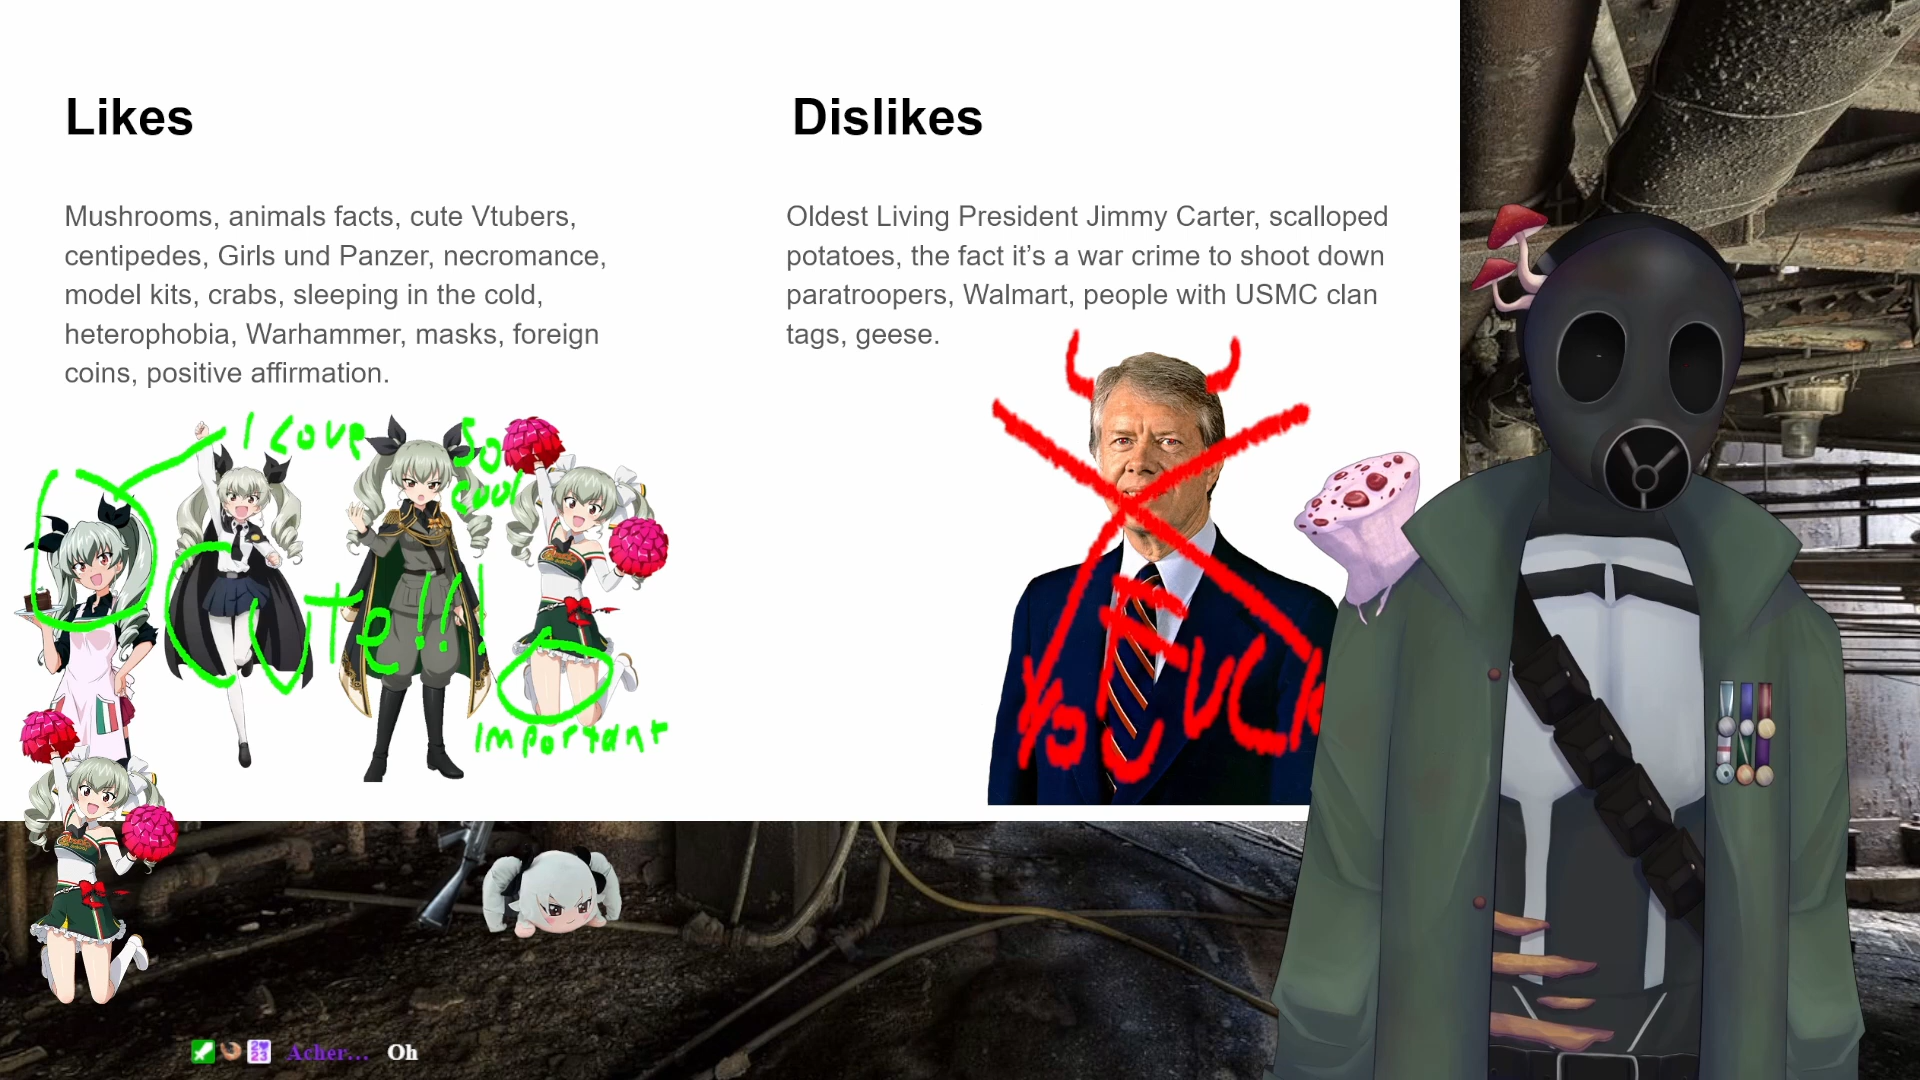 Likes
Mushrooms, animals facts, cute Vtubers,
centipedes, Girls und Panzer, necromance,
model kits, crabs, sleeping in the cold,
heterophobia, Warhammer, masks, foreign
coins, positive affirmation.
I Love
So
cool
Cute!!!
Important
Dislikes
Oldest Living President Jimmy Carter, scalloped
potatoes, the fact it’s a war crime to shoot down
paratroopers, Walmart, people with USMC clan
tags, geese.
FUCK
Acher... Oh